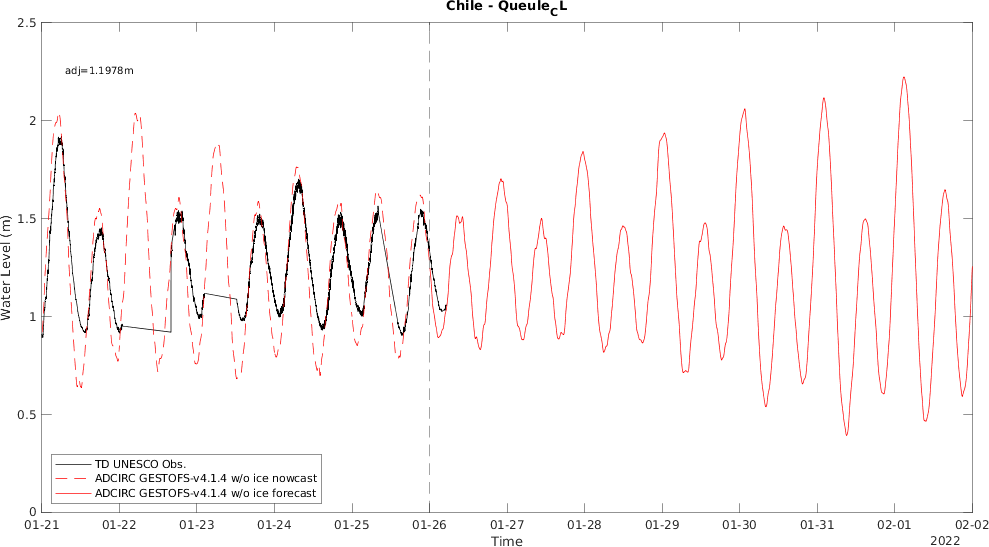 Chile - Queule_CL
adj=1.1978m
2.5
2
1.5
1
0.5
0
Water Level (m)
TD UNESCO Obs.
ADCIRC GESTOFS-v4.1.4 w/o ice nowcast
ADCIRC GESTOFS-v4.1.4 w/o ice forecast
01-21 01-22 01-23 01-24 01-25 01-26 01-27 01-28 01-29 01-30 01-31 02-01 02-02
Time
2022